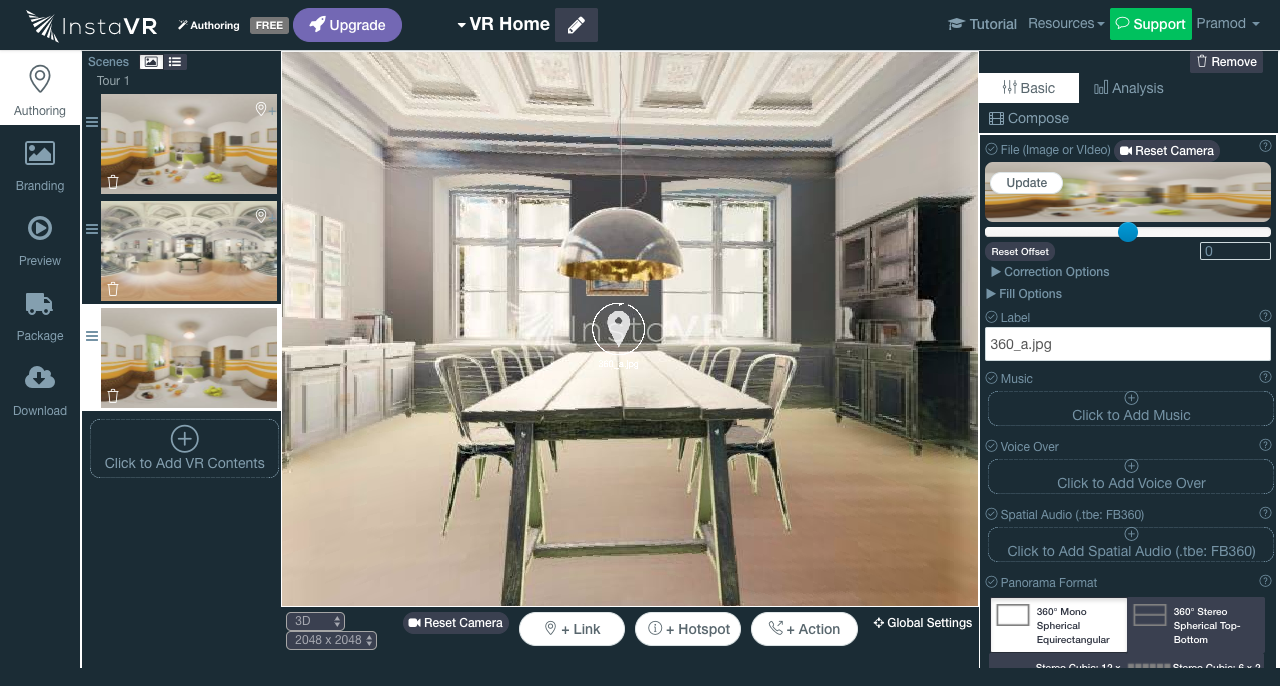 InstaVR
Authoring
FREE
Upgrade
VR Home
Tutorial
Resources
Support
Pramod
Authoring
Branding
Preview
Package
Download
Scenes
Tour 1
+
Click to Add VR Contents
InstaVR
360_a.jpg
3D
2048 x 2048
Reset Camera
+ Link
+ Hotspot
+ Action
Global Settings
Remove
Basic
Analysis
Compose
File (Image or VIdeo)
Reset Camera
Update
Reset Offset
0
Correction Options
Fill Options
Label
360_a.jpg
Music
Click to Add Music
Voice Over
Click to Add Voice Over
Spatial Audio (.tbe: FB360)
Click to Add Spatial Audio (.tbe: FB360)
Panorama Format
360° Mono
Spherical
Equirectangular
360° Stereo
Spherical Top-
Bottom
Stereo Cubic: 12 x
Stereo Cubic: 6 x 2